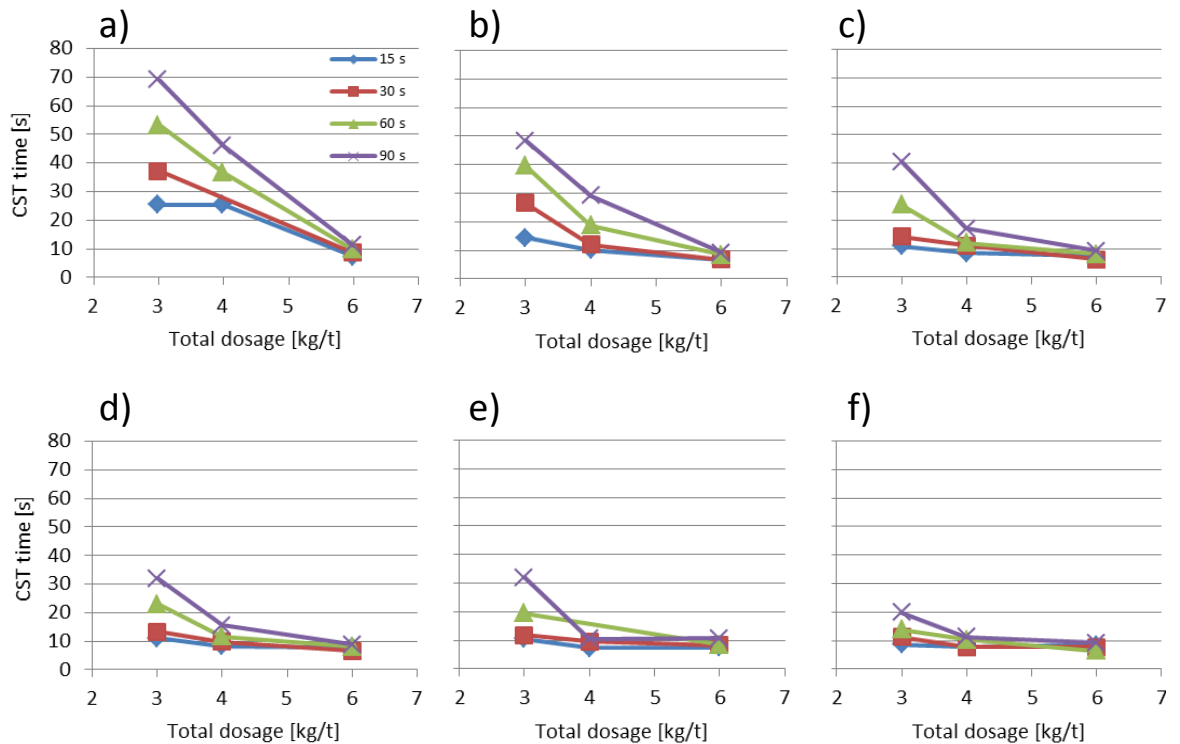 a)
b)
c)
80
70
60
50
40
30
20
10
0
CST time [s]
15 s
30 s
60 s
90 s
2 3 4 5 6 7
2 3 4 5 6 7
2 3 4 5 6 7
Total dosage [kg/t]
Total dosage [kg/t]
Total dosage [kg/t]
d)
e)
f)
80
70
60
50
40
30
20
10
0
CST time [s]
2 3 4 5 6 7
2 3 4 5 6 7
2 3 4 5 6 7
Total dosage [kg/t]
Total dosage [kg/t]
Total dosage [kg/t]